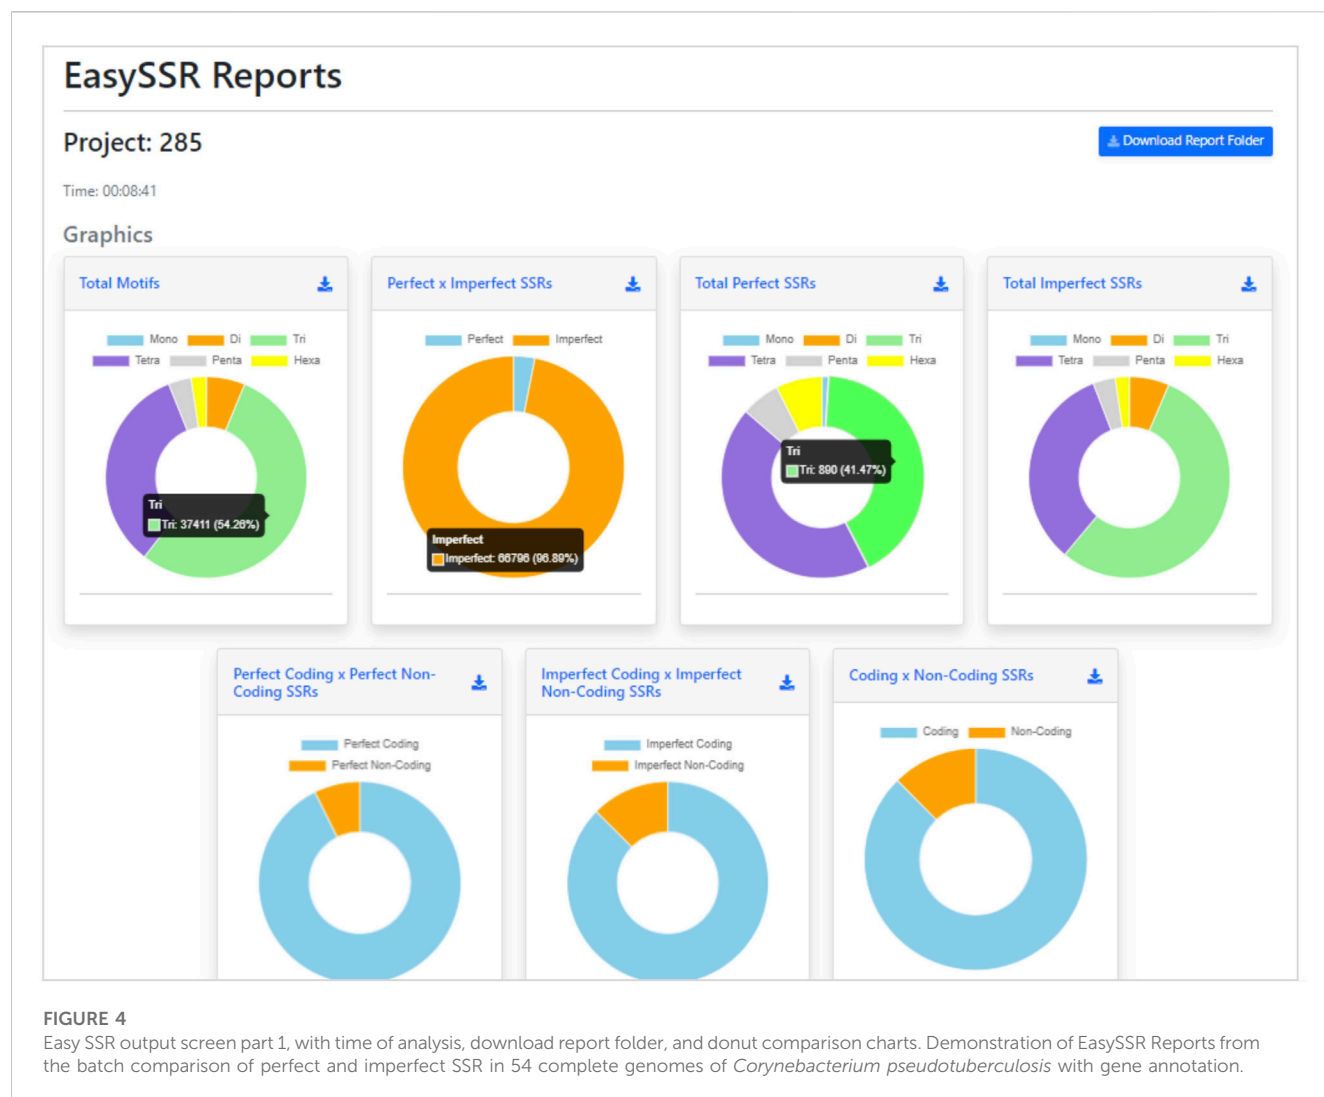 EasySSR Reports
Project: 285
Download Report Folder
Time: 00:08:41
Graphics
Total Motifs
Mono Di Tri
Tetra Penta Hexa
Tri
Tri: 37411 (54.26%)
Perfect x Imperfect SSRs
Perfect Imperfect
Imperfect
Imperfect: 66796 (96.89%)
Total Perfect SSRs
Mono Di Tri
Tetra Penta Hexa
Tri
Tri: 890 (41.47%)
Total Imperfect SSRs
Mono Di Tri
Tetra Penta Hexa
Perfect Coding x Perfect Non-
Coding SSRs
Perfect Coding
Perfect Non-Coding
Imperfect Coding x Imperfect
Non-Coding SSRs
Imperfect Coding
Imperfect Non-Coding
Coding x Non-Coding SSRs
Coding Non-Coding
FIGURE 4
Easy SSR output screen part 1, with time of analysis, download report folder, and donut comparison charts. Demonstration of EasySSR Reports from
the batch comparison of perfect and imperfect SSR in 54 complete genomes of Corynebacterium pseudotuberculosis with gene annotation.